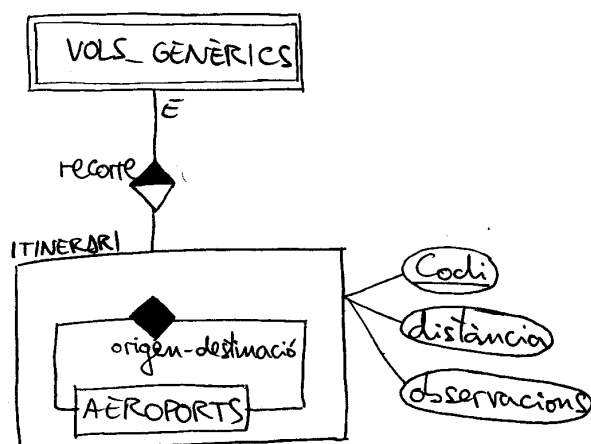 VOLS_GENÈRICS
E
recorre
ITINERARI
Codi
distància
origen-destinació
observacions
AEROPORTS